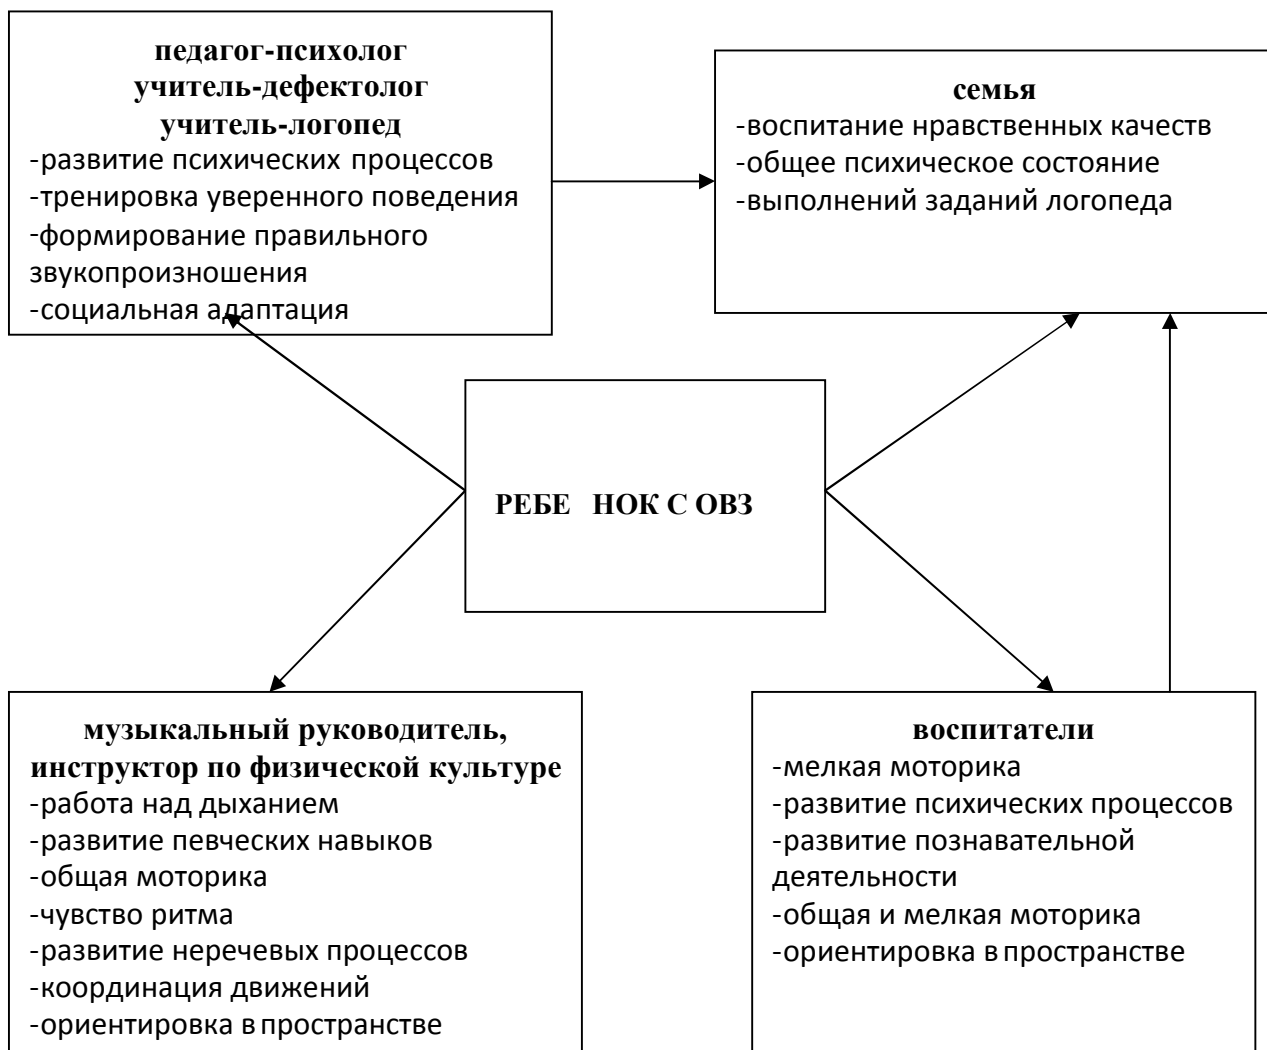 педагог-психолог
учитель-дефектолог
учитель-логопед
-развитие психических процессов
-тренировка уверенного поведения
-формирование правильного
звукопроизношения
-социальная адаптация
семья
-воспитание нравственных качеств
-общее психическое состояние
-выполнений заданий логопеда
РЕБЕ НОК С ОВЗ
музыкальный руководитель,
инструктор по физической культуре
-работа над дыханием
-развитие певческих навыков
-общая моторика
-чувство ритма
-развитие неречевых процессов
-координация движений
-ориентировка в пространстве
воспитатели
-мелкая моторика
-развитие психических процессов
-развитие познавательной
деятельности
-общая и мелкая моторика
-ориентировка в пространстве